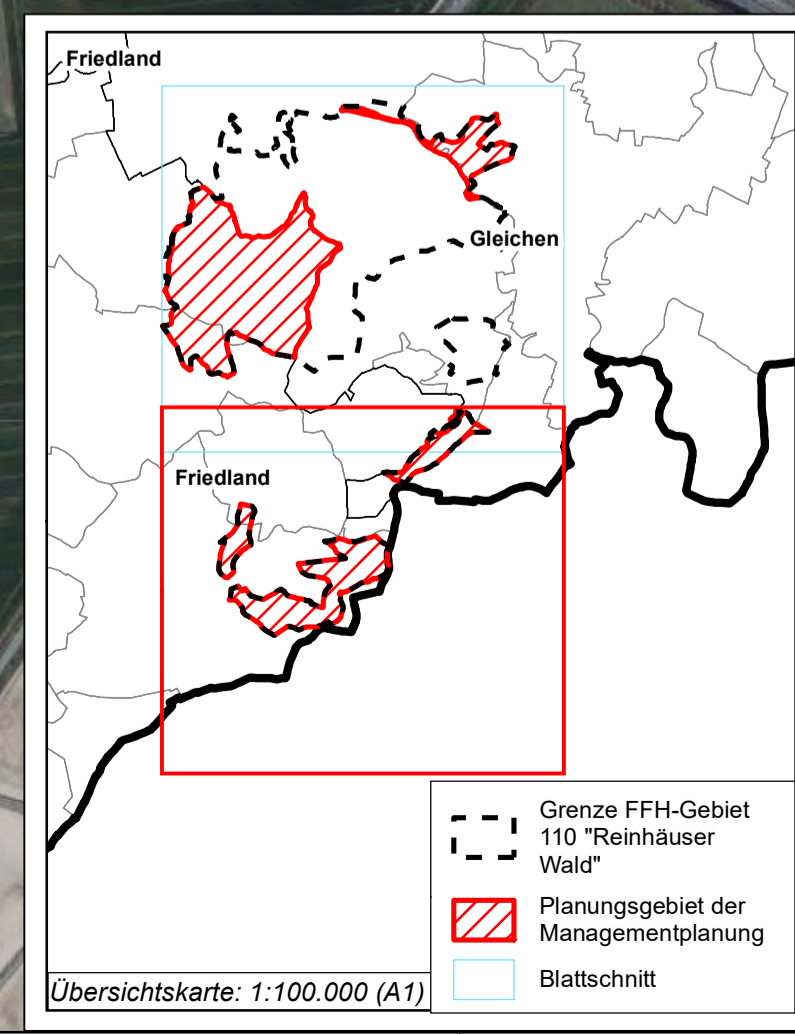 Friedland
Gleichen
Friedland
Grenze FFH-Gebiet
110 "Reinhäuser
Wald"
Planungsgebiet der
Managementplanung
Blattschnitt
Übersichtskarte: 1:100.000 (A1)